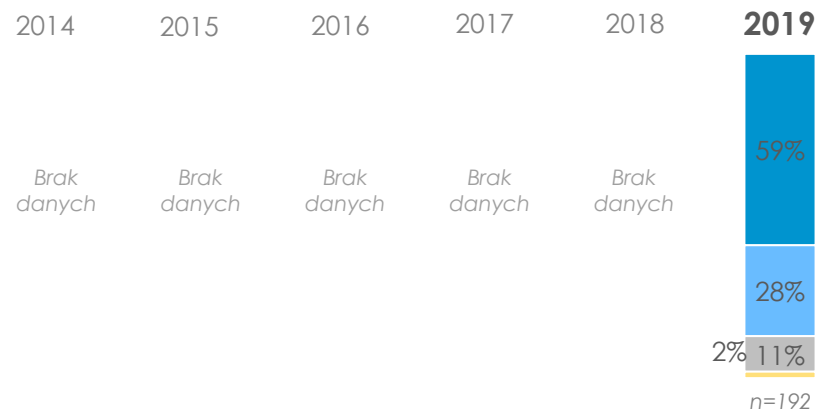 2014 2015 2016 2017 2018 2019
59%
Brak Brak Brak Brak Brak
danych danych danych danych danych
28%
2% 11%
n=192